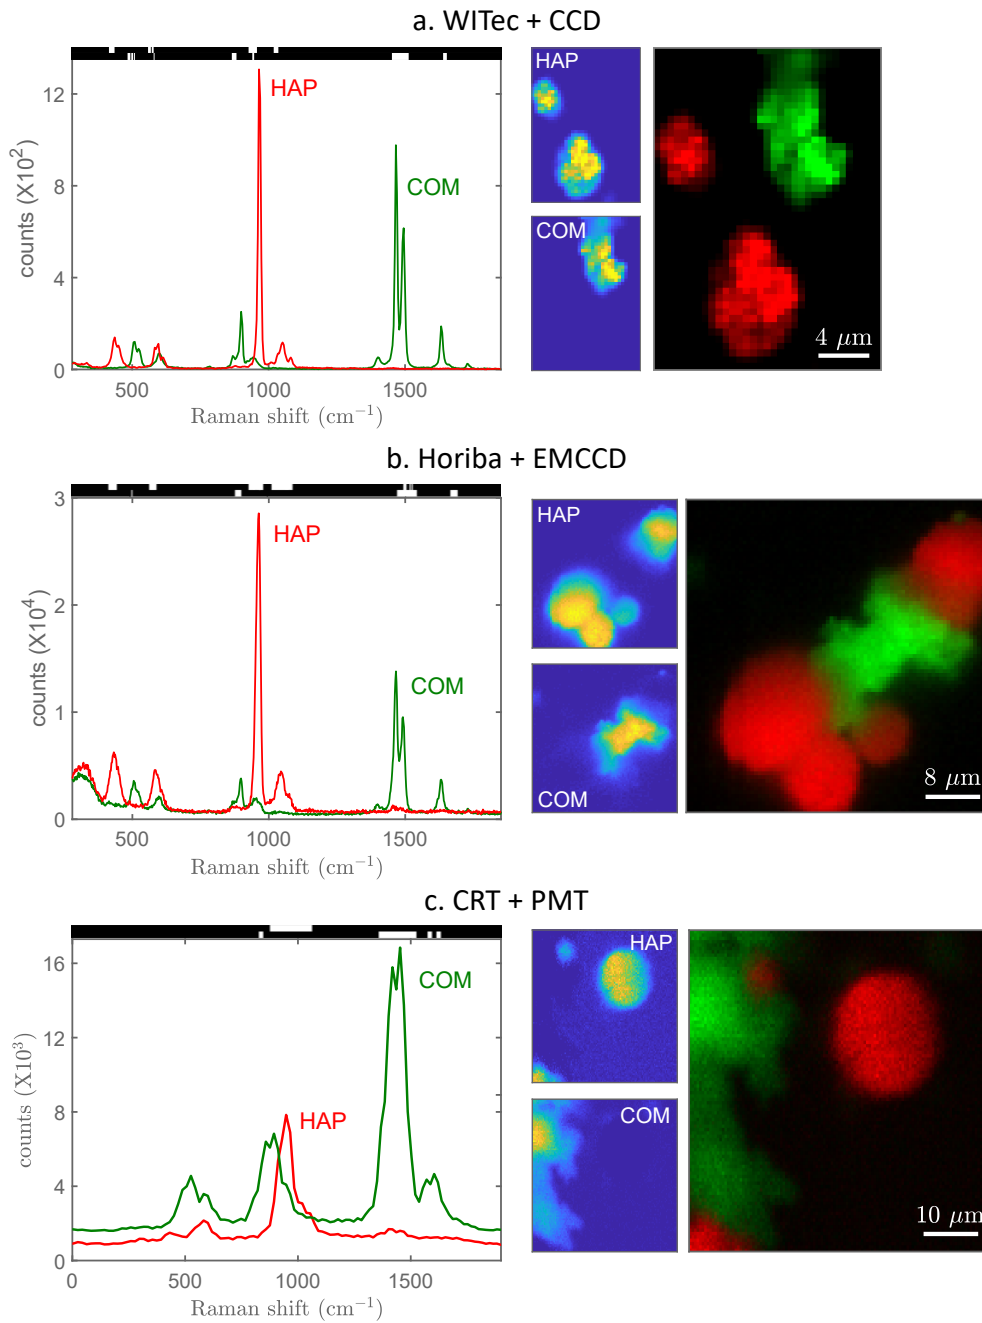 a. WITec + CCD
counts (X10²)
12
8
4
0
HAP
COM
500
1000
1500
Raman shift (cm⁻¹)
HAP
COM
4 μm
b. Horiba + EMCCD
counts (X10⁴)
3
2
1
0
HAP
COM
500
1000
1500
Raman shift (cm⁻¹)
HAP
COM
8 μm
c. CRT + PMT
counts (X10³)
16
12
8
4
0
COM
HAP
0
500
1000
1500
Raman shift (cm⁻¹)
HAP
COM
10 μm